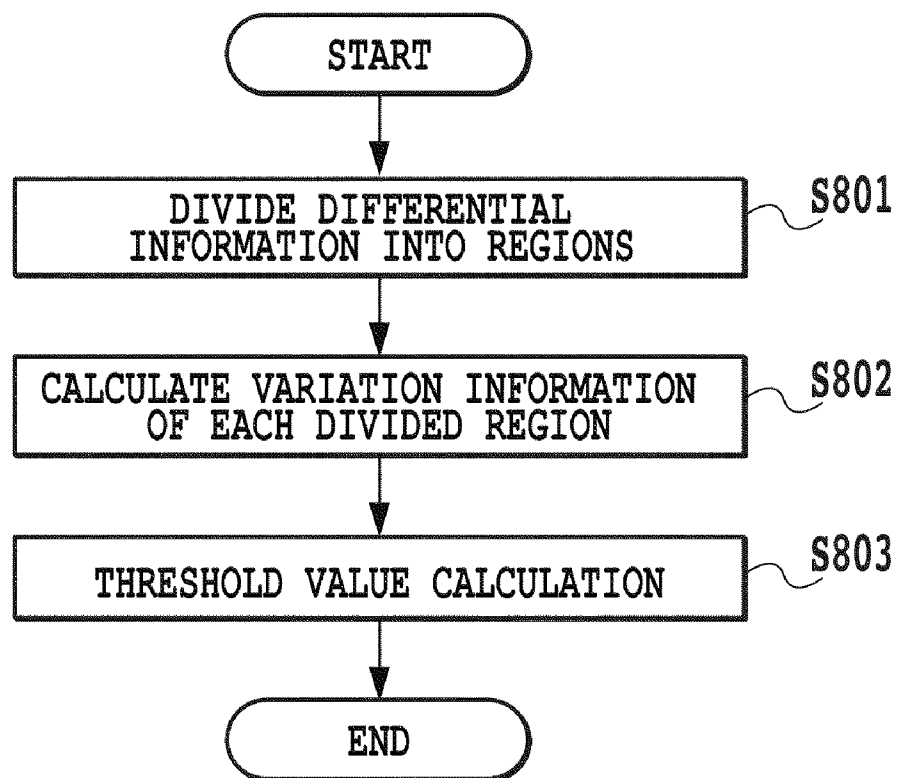 START
DIVIDE DIFFERENTIAL
INFORMATION INTO REGIONS
S801
CALCULATE VARIATION INFORMATION
OF EACH DIVIDED REGION
S802
THRESHOLD VALUE CALCULATION
S803
END